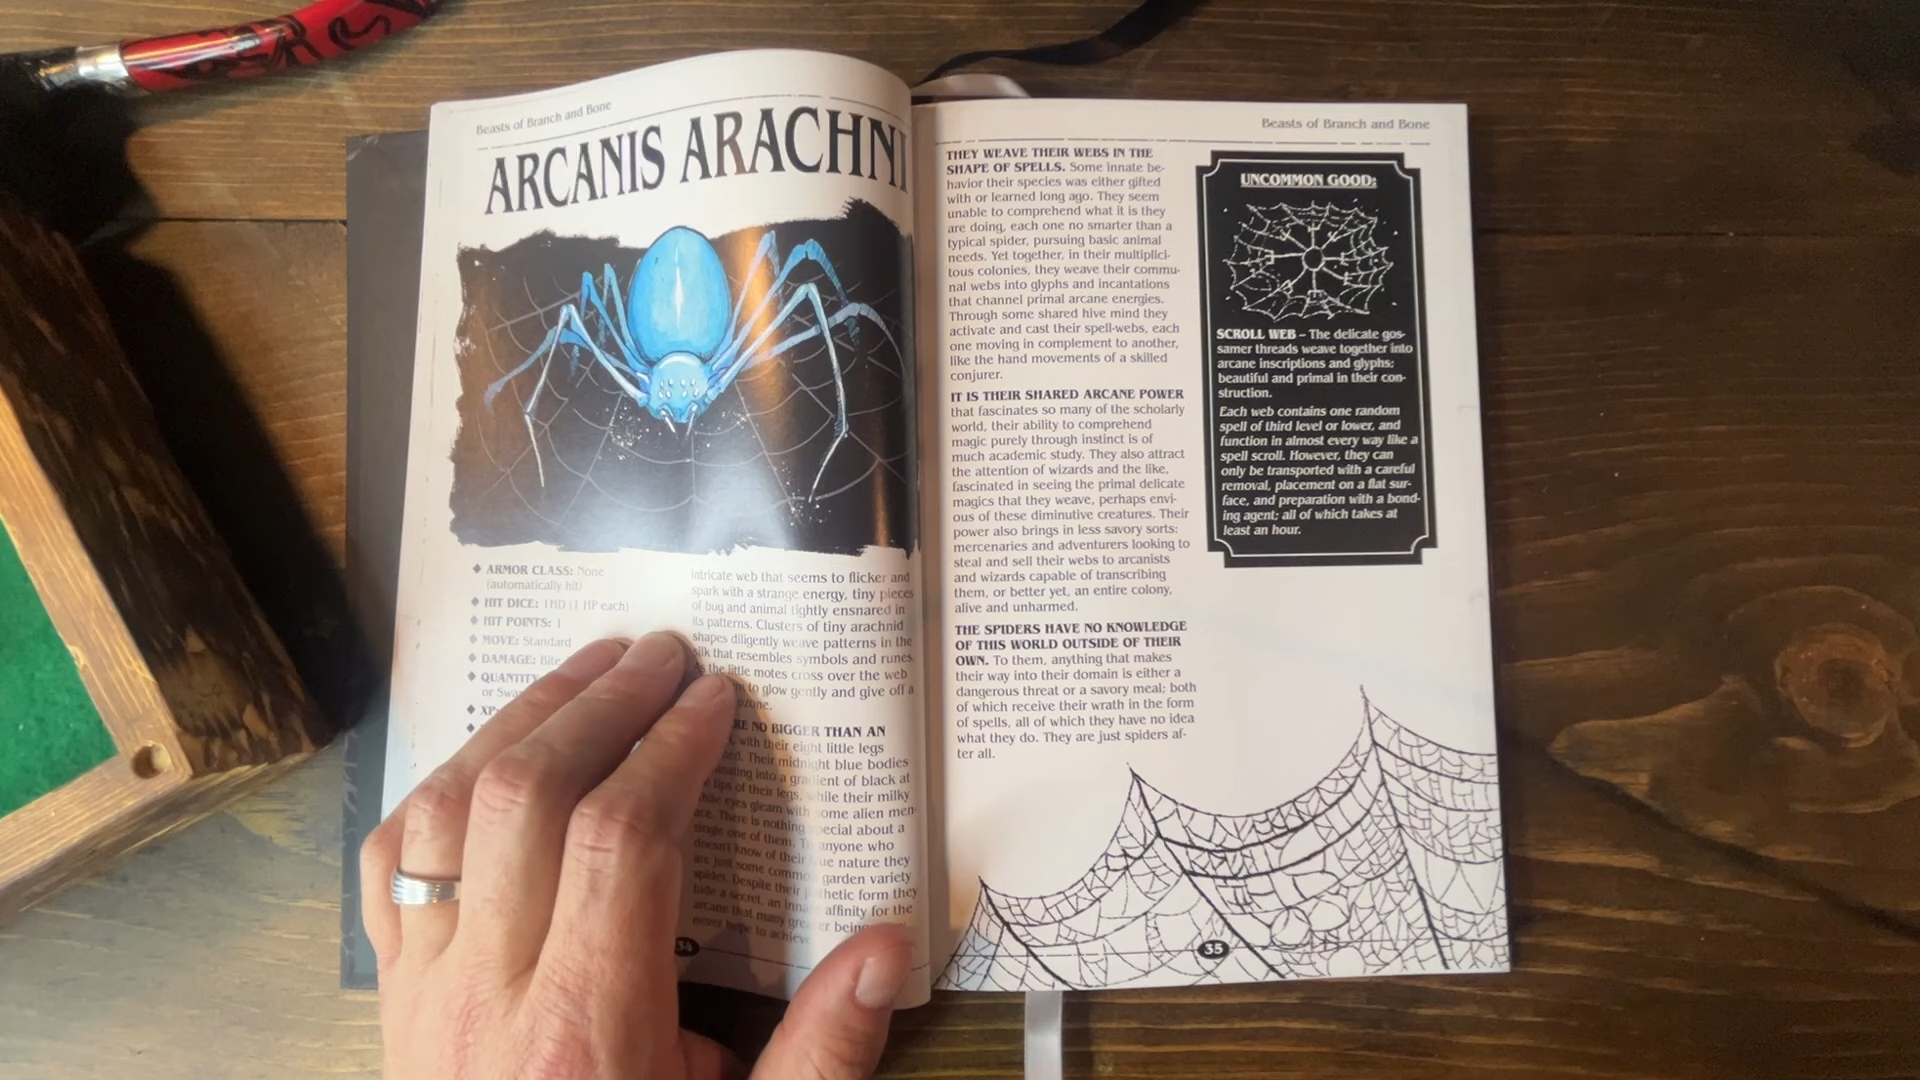 Beasts of Branch and Bone
ARCANIS ARACHNI
◆ ARMOR CLASS: None
(automatically hit)
◆ HIT DICE: 1HD (1 HP each)
◆ HIT POINTS: 1
◆ MOVE: Standard
◆ DAMAGE: Bite
◆ QUANTITY
or Swa
◆ XP:
intricate web that seems to flicker and
spark with a strange energy, tiny pieces
of bug and animal tightly ensnared in
its patterns. Clusters of tiny arachnid
shapes diligently weave patterns in the
silk that resembles symbols and runes.
As the little motes cross over the web
to glow gently and give off a
ozone.
NO BIGGER THAN AN
with their eight little legs
Their midnight blue bodies
into a gradient of black at
tips of their legs, while their milky
white eyes gleam with some alien men-
ace. There is nothing special about a
single one of them. To anyone who
doesn't know of their true nature they
are just some common garden variety
spider. Despite their pathetic form they
hide a secret, an innate affinity for the
arcane that many greater beings
never hope to achieve
34
Beasts of Branch and Bone
THEY WEAVE THEIR WEBS IN THE
SHAPE OF SPELLS. Some innate be-
havior their species was either gifted
with or learned long ago. They seem
unable to comprehend what it is they
are doing, each one no smarter than a
typical spider, pursuing basic animal
needs. Yet together, in their multiplici-
tous colonies, they weave their commu-
nal webs into glyphs and incantations
that channel primal arcane energies.
Through some shared hive mind they
activate and cast their spell-webs, each
one moving in complement to another,
like the hand movements of a skilled
conjurer.
IT IS THEIR SHARED ARCANE POWER
that fascinates so many of the scholarly
world, their ability to comprehend
magic purely through instinct is of
much academic study. They also attract
the attention of wizards and the like,
fascinated in seeing the primal delicate
magics that they weave, perhaps envi-
ous of these diminutive creatures. Their
power also brings in less savory sorts:
mercenaries and adventurers looking to
steal and sell their webs to arcanists
and wizards capable of transcribing
them, or better yet, an entire colony,
alive and unharmed.
THE SPIDERS HAVE NO KNOWLEDGE
OF THIS WORLD OUTSIDE OF THEIR
OWN. To them, anything that makes
their way into their domain is either a
dangerous threat or a savory meal; both
of which receive their wrath in the form
of spells, all of which they have no idea
what they do. They are just spiders af-
ter all.
UNCOMMON GOOD:
SCROLL WEB – The delicate gos-
samer threads weave together into
arcane inscriptions and glyphs;
beautiful and primal in their con-
struction.
Each web contains one random
spell of third level or lower, and
function in almost every way like a
spell scroll. However, they can
only be transported with a careful
removal, placement on a flat sur-
face, and preparation with a bond-
ing agent; all of which takes at
least an hour.
35